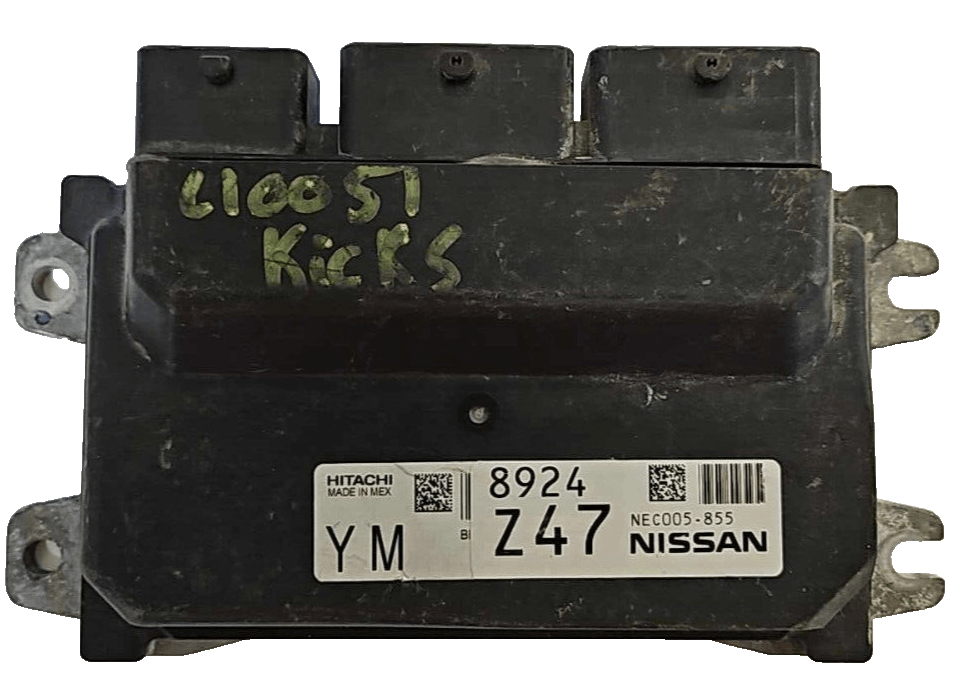 L10051
KicKS
HITACHI
MADE IN MEX
8924
YM
Z47
NEC005-855
NISSAN